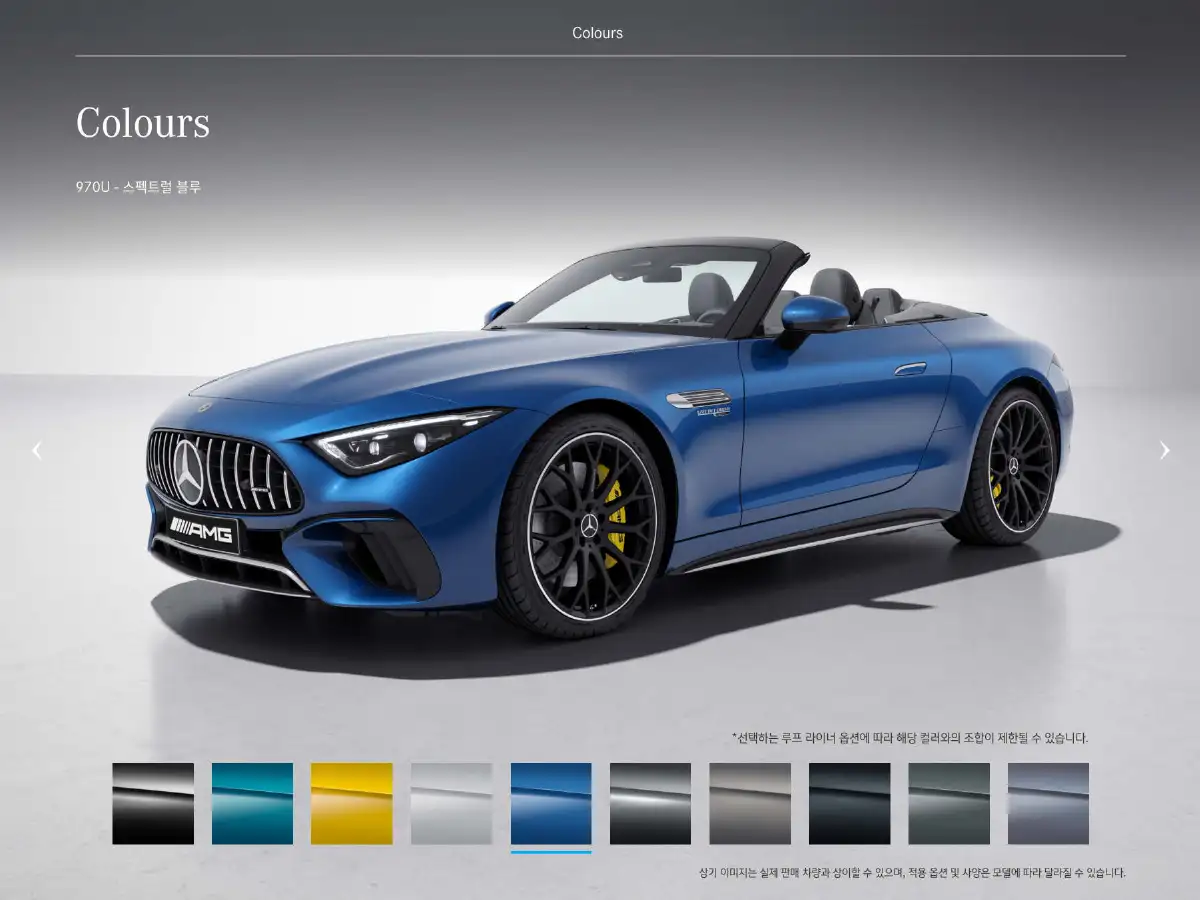 Colours
Colours
970U - 스펙트럴 블루
AMG
*선택하는 루프 라이너 옵션에 따라 해당 컬러와의 조합이 제한될 수 있습니다.
상기 이미지는 실제 판매 차량과 상이할 수 있으며, 적용 옵션 및 사양은 모델에 따라 달라질 수 있습니다.